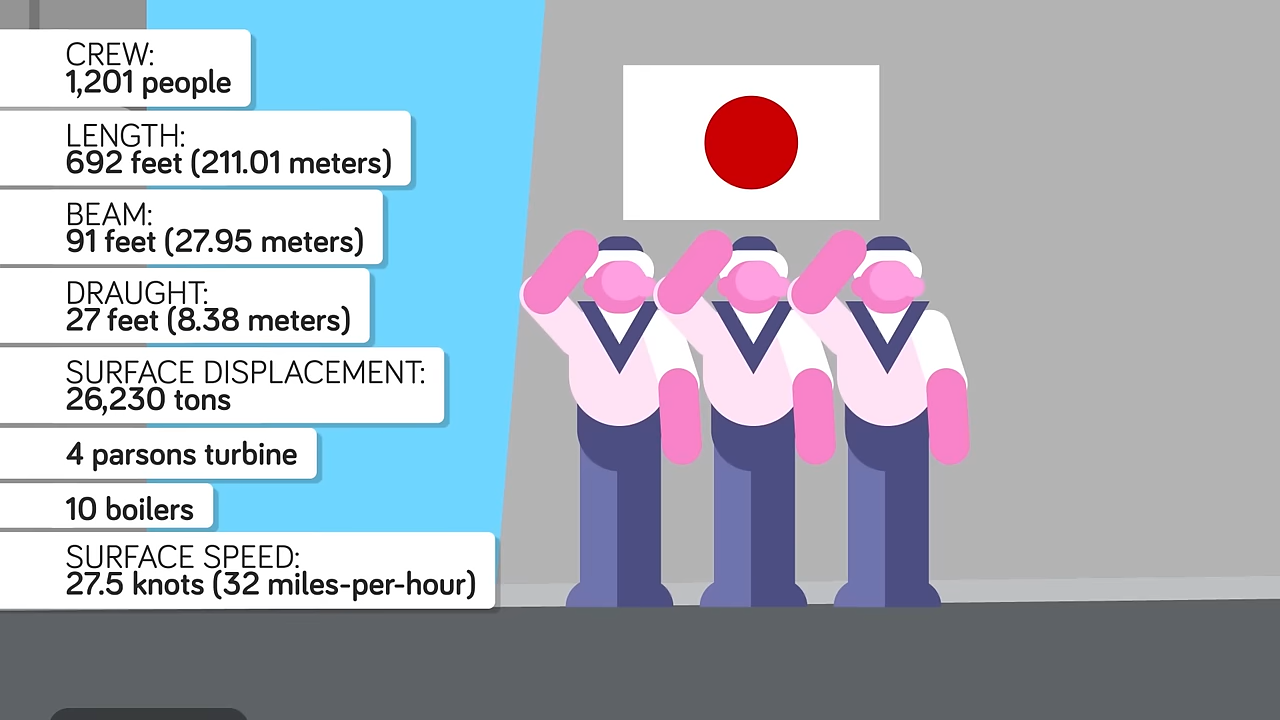 CREW:
1,201 people
LENGTH:
692 feet (211.01 meters)
BEAM:
91 feet (27.95 meters)
DRAUGHT:
27 feet (8.38 meters)
SURFACE DISPLACEMENT:
26,230 tons
4 parsons turbine
10 boilers
SURFACE SPEED:
27.5 knots (32 miles-per-hour)